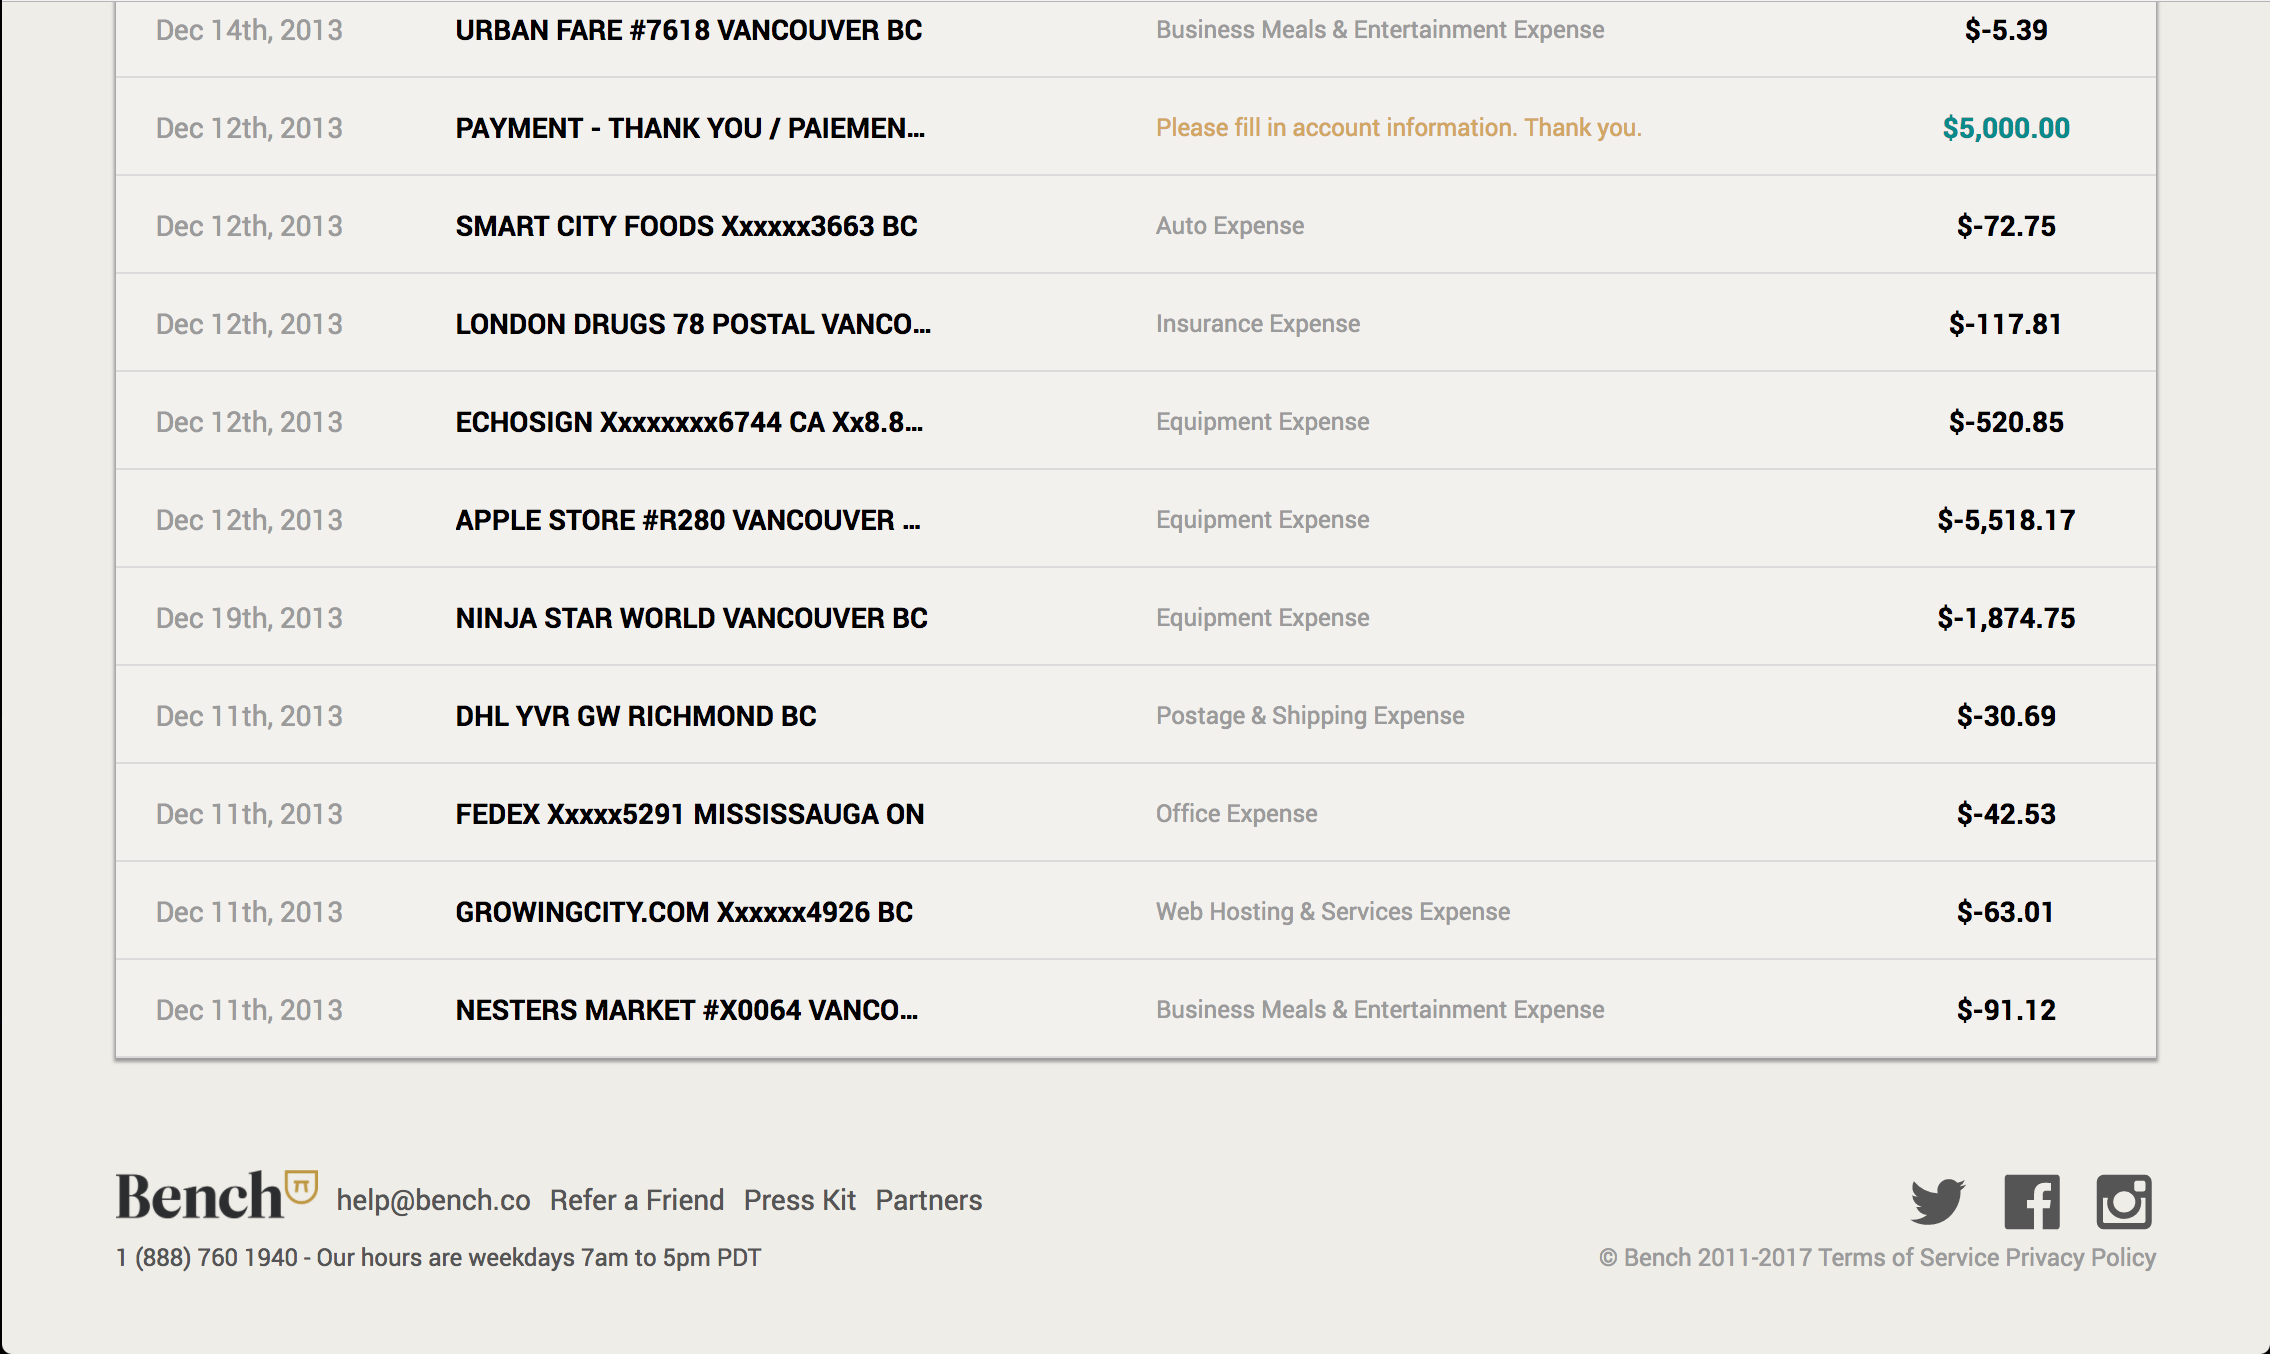 Dec 14th, 2013 URBAN FARE #7618 VANCOUVER BC Business Meals & Entertainment Expense $-5.39
Dec 12th, 2013 PAYMENT - THANK YOU / PAIEMEN... Please fill in account information. Thank you. $5,000.00
Dec 12th, 2013 SMART CITY FOODS Xxxxxx3663 BC Auto Expense $-72.75
Dec 12th, 2013 LONDON DRUGS 78 POSTAL VANCO... Insurance Expense $-117.81
Dec 12th, 2013 ECHOSIGN Xxxxxxxx6744 CA Xx8.8... Equipment Expense $-520.85
Dec 12th, 2013 APPLE STORE #R280 VANCOUVER ... Equipment Expense $-5,518.17
Dec 19th, 2013 NINJA STAR WORLD VANCOUVER BC Equipment Expense $-1,874.75
Dec 11th, 2013 DHL YVR GW RICHMOND BC Postage & Shipping Expense $-30.69
Dec 11th, 2013 FEDEX Xxxxx5291 MISSISSAUGA ON Office Expense $-42.53
Dec 11th, 2013 GROWINGCITY.COM Xxxxxx4926 BC Web Hosting & Services Expense $-63.01
Dec 11th, 2013 NESTERS MARKET #X0064 VANCO... Business Meals & Entertainment Expense $-91.12
Bench help@bench.co Refer a Friend Press Kit Partners
1 (888) 760 1940 - Our hours are weekdays 7am to 5pm PDT © Bench 2011-2017 Terms of Service Privacy Policy